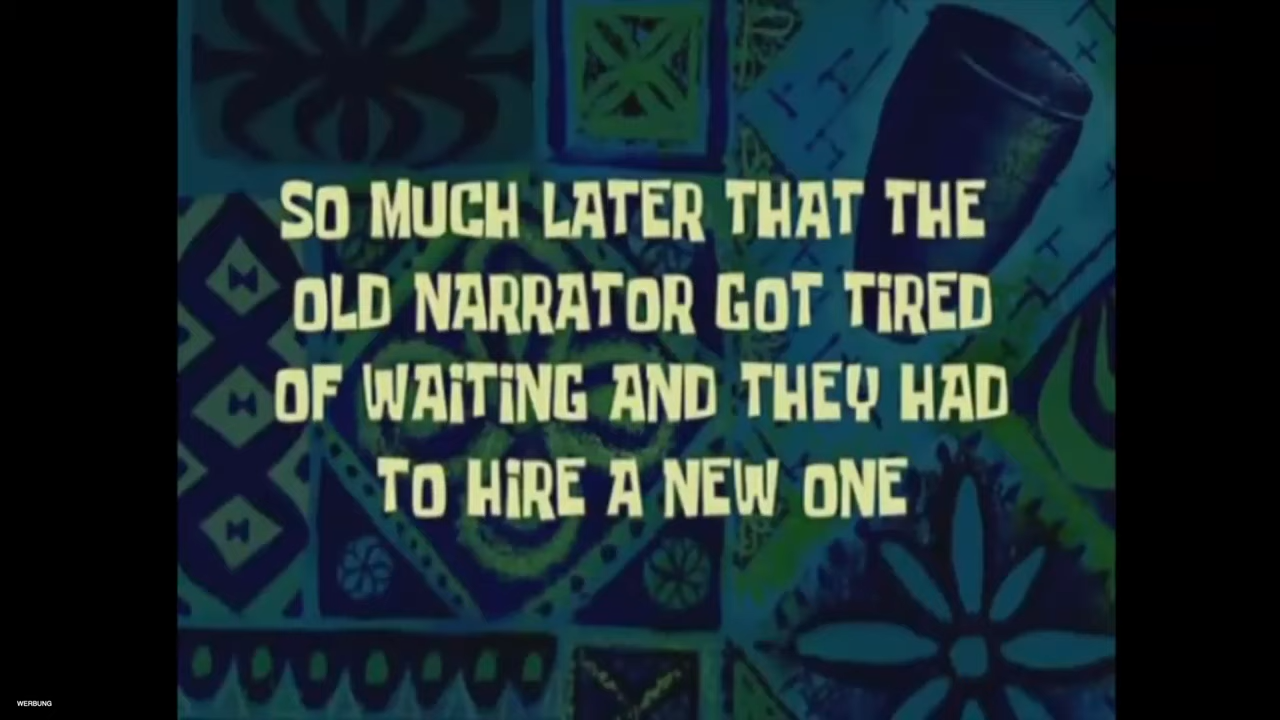 SO MUCH LATER THAT THE
OLD NARRATOR GOT TiRED
OF WAiTiNG AND THEY HAD
TO HiRE A NEW ONE
WERBUNG